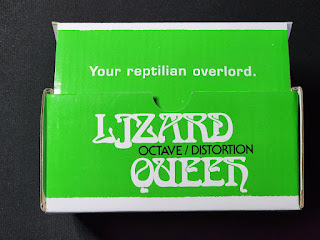 Your reptilian overlord.
LIZARD
OCTAVE/DISTORTION
QUEEN